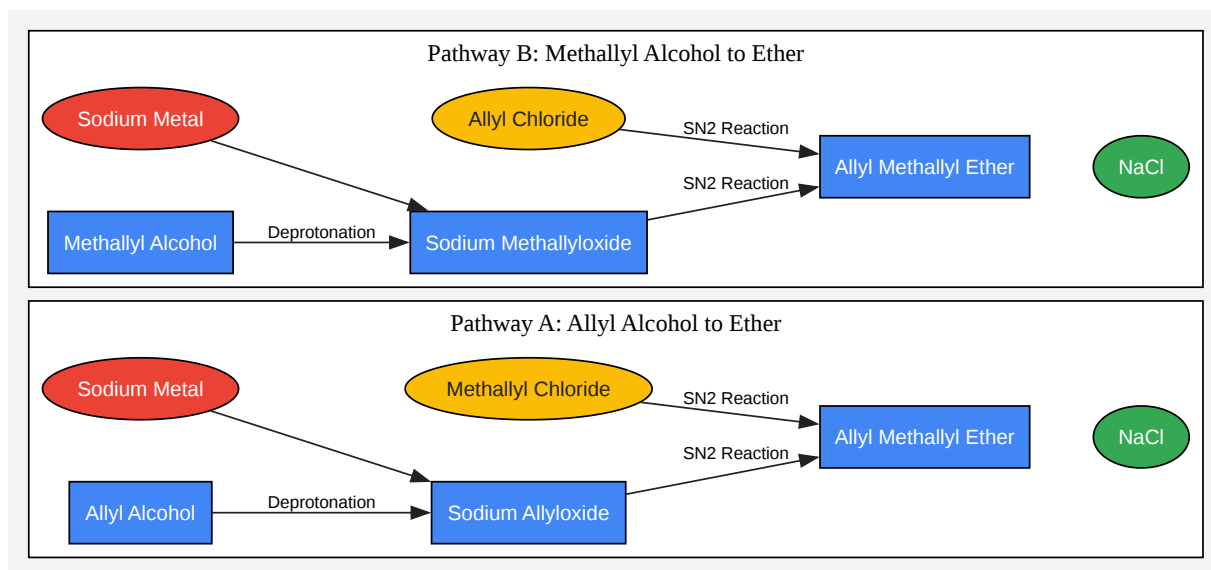 Pathway B: Methallyl Alcohol to Ether
Sodium Metal
Allyl Chloride
SN2 Reaction
Allyl Methallyl Ether
NaCl
SN2 Reaction
Methallyl Alcohol
Deprotonation
Sodium Methallyloxide
Pathway A: Allyl Alcohol to Ether
Sodium Metal
Methallyl Chloride
SN2 Reaction
Allyl Methallyl Ether
NaCl
SN2 Reaction
Allyl Alcohol
Deprotonation
Sodium Allyloxide